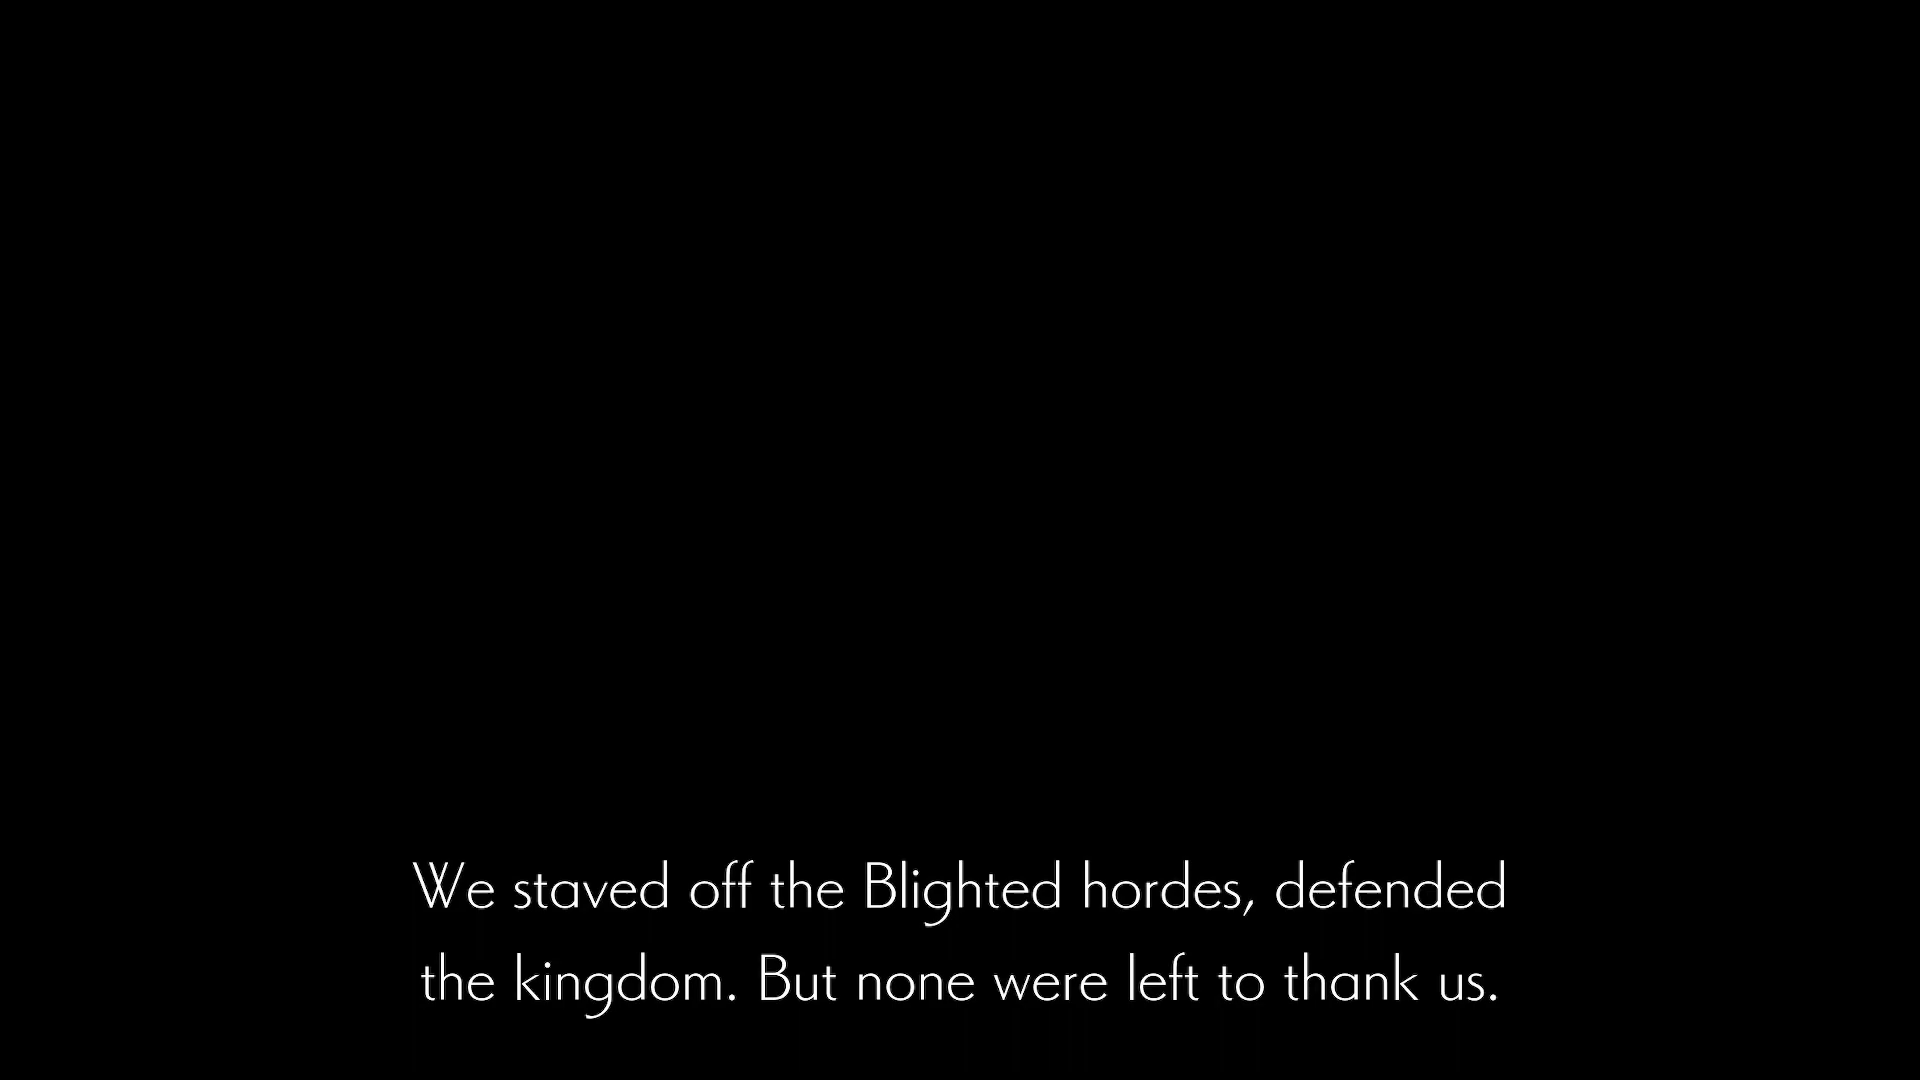 We staved off the Blighted hordes, defended
the kingdom. But none were left to thank us.